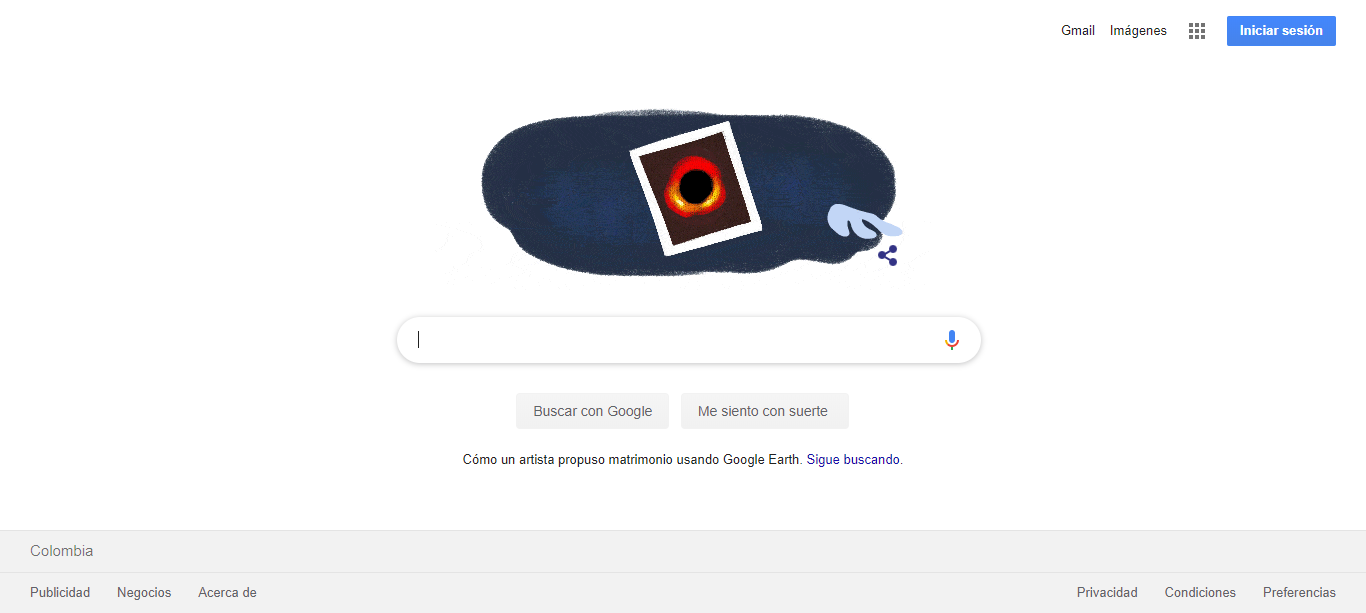 Gmail Imágenes Iniciar sesión
Buscar con Google Me siento con suerte
Cómo un artista propuso matrimonio usando Google Earth. Sigue buscando.
Colombia
Publicidad Negocios Acerca de Privacidad Condiciones Preferencias